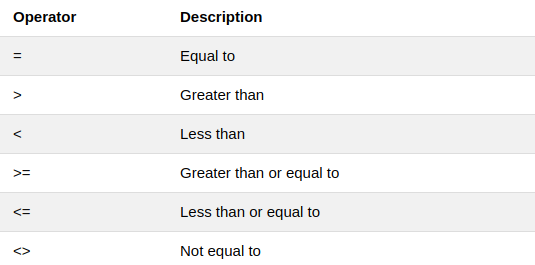 Operator Description
= Equal to
> Greater than
< Less than
>= Greater than or equal to
<= Less than or equal to
<> Not equal to